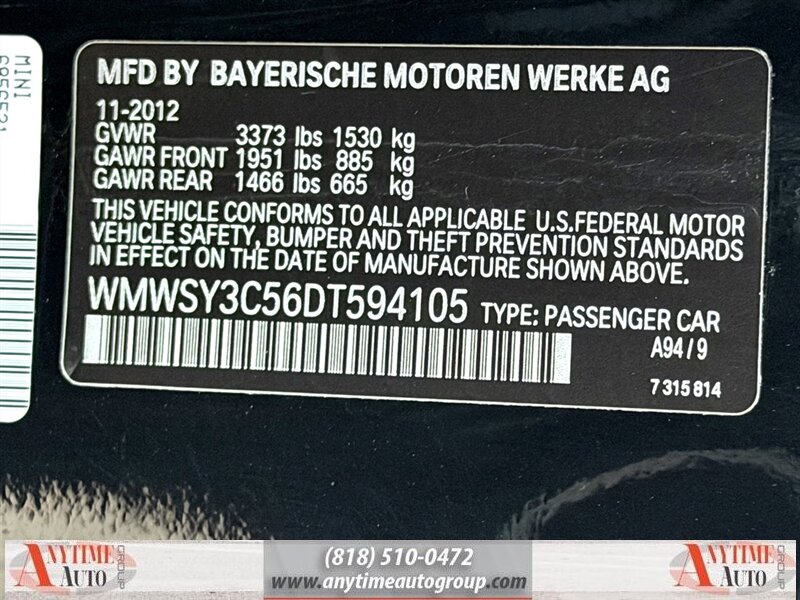 MINI
MFD BY BAYERISCHE MOTOREN WERKE AG
11-2012
GVWR 3373 lbs 1530 kg
GAWR FRONT 1951 lbs 885 kg
GAWR REAR 1466 lbs 665 kg
THIS VEHICLE CONFORMS TO ALL APPLICABLE U.S.FEDERAL MOTOR
VEHICLE SAFETY, BUMPER AND THEFT PREVENTION STANDARDS
IN EFFECT ON THE DATE OF MANUFACTURE SHOWN ABOVE.
WMWSY3C56DT594105 TYPE: PASSENGER CAR
A94/9
7 315 814
ANYTIME AUTO GROUP
(818) 510-0472
www.anytimeautogroup.com
ANYTIME AUTO GROUP